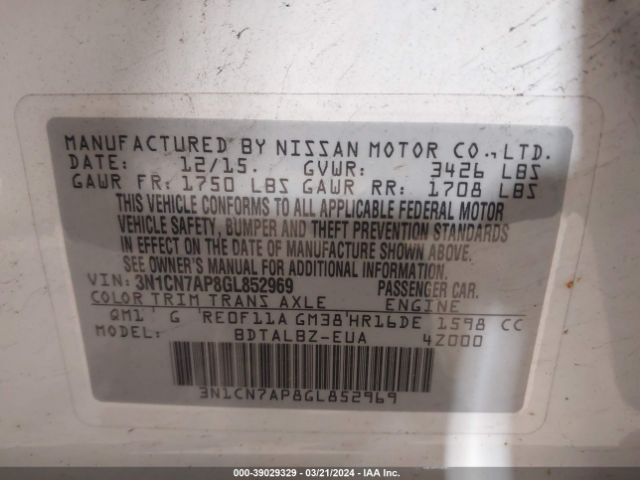 MANUFACTURED BY NISSAN MOTOR CO., LTD.
DATE: 12/15. GVWR: 3426 LBS
GAWR FR: 1750 LBS GAWR RR: 1708 LBS
THIS VEHICLE CONFORMS TO ALL APPLICABLE FEDERAL MOTOR
VEHICLE SAFETY, BUMPER AND THEFT PREVENTION STANDARDS
IN EFFECT ON THE DATE OF MANUFACTURE SHOWN ABOVE.
SEE OWNER'S MANUAL FOR ADDITIONAL INFORMATION.
VIN: 3N1CN7AP8GL852969 PASSENGER CAR.
COLOR TRIM TRANS AXLE ENGINE
QM1 G RE0F11A GM38 HR16DE 1598 CC
MODEL: BDTALBZ-EUA 4Z000
3N1CN7AP8GL852969
000-39029329 - 03/21/2024 - IAA Inc.